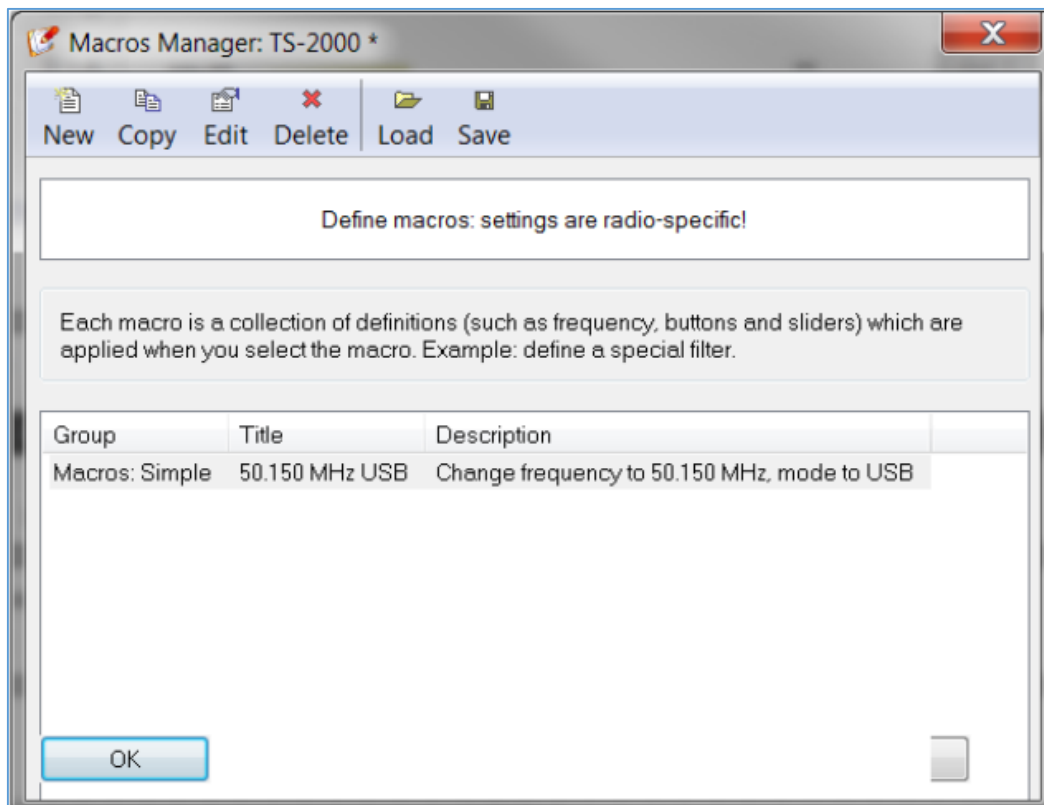 Macros Manager: TS-2000 *
X
New Copy Edit Delete Load Save
Define macros: settings are radio-specific!
Each macro is a collection of definitions (such as frequency, buttons and sliders) which are
applied when you select the macro. Example: define a special filter.
Group Title Description
Macros: Simple 50.150 MHz USB Change frequency to 50.150 MHz, mode to USB
OK